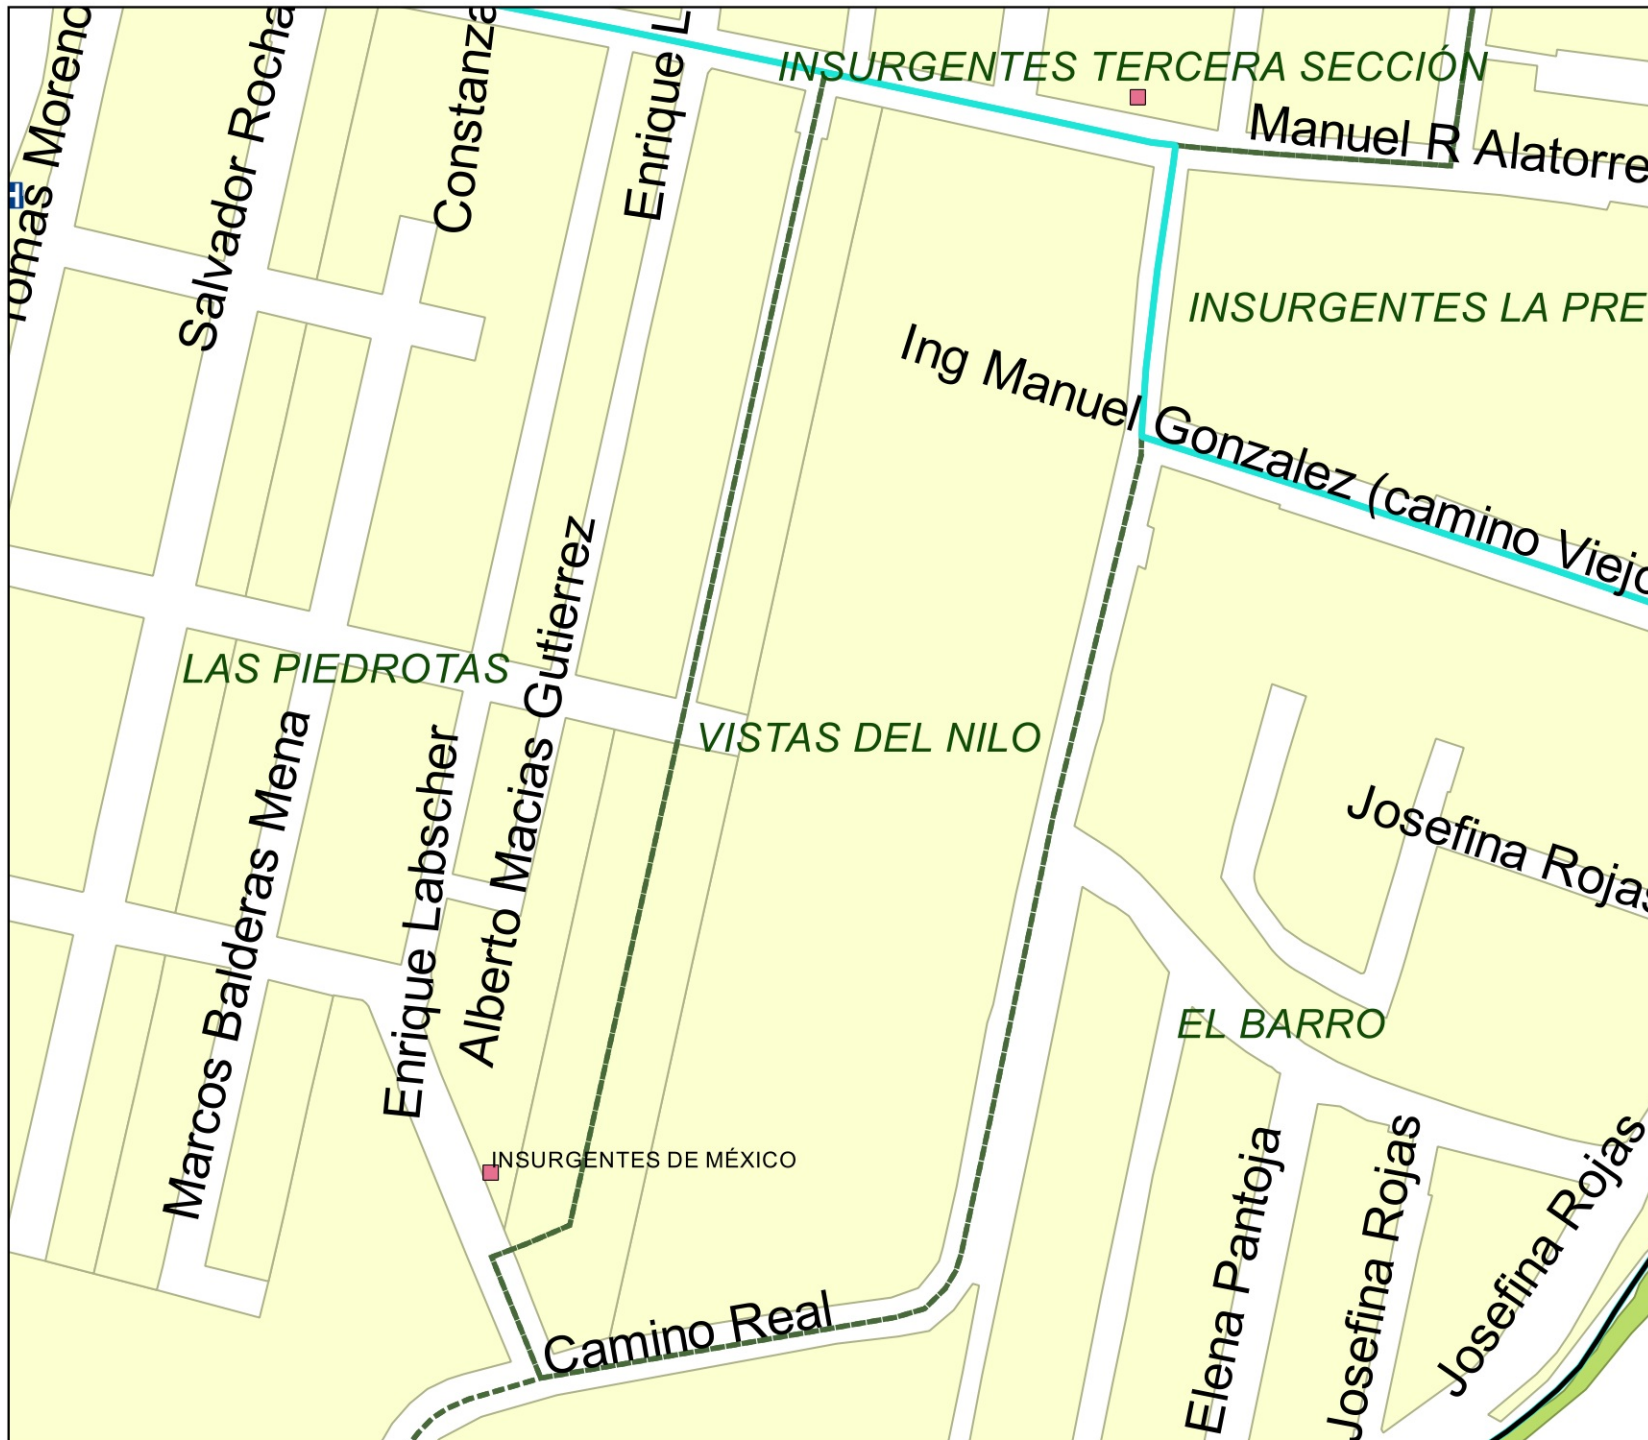 Tomas Moreno
Salvador Rocha
Constanza
Enrique L
INSURGENTES TERCERA SECCIÓN
Manuel R Alatorre
H
INSURGENTES LA PRE
Ing Manuel Gonzalez (camino Viejo
LAS PIEDROTAS
Alberto Macias Gutierrez
VISTAS DEL NILO
Marcos Balderas Mena
Enrique Labscher
Josefina Rojas
EL BARRO
INSURGENTES DE MÉXICO
Elena Pantoja
Josefina Rojas
Josefina Rojas
Camino Real